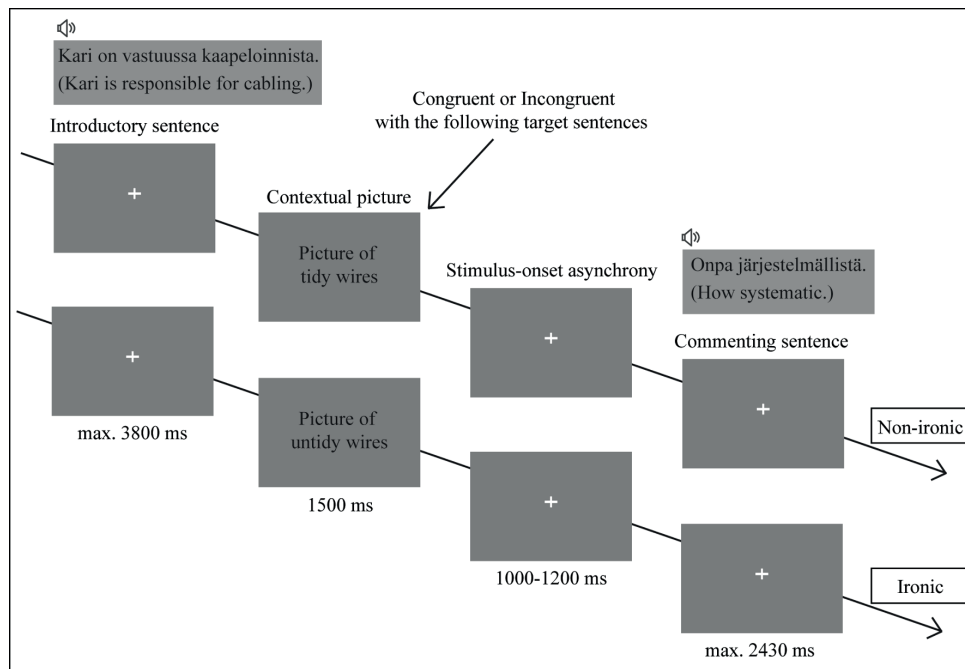 Kari on vastuussa kaapeloinnista.
(Kari is responsible for cabling.)
Introductory sentence
Congruent or Incongruent
with the following target sentences
Contextual picture
Picture of
tidy wires
Stimulus-onset asynchrony
Onpa järjestelmällistä.
(How systematic.)
Commenting sentence
Non-ironic
max. 3800 ms
Picture of
untidy wires
1500 ms
1000-1200 ms
max. 2430 ms
Ironic